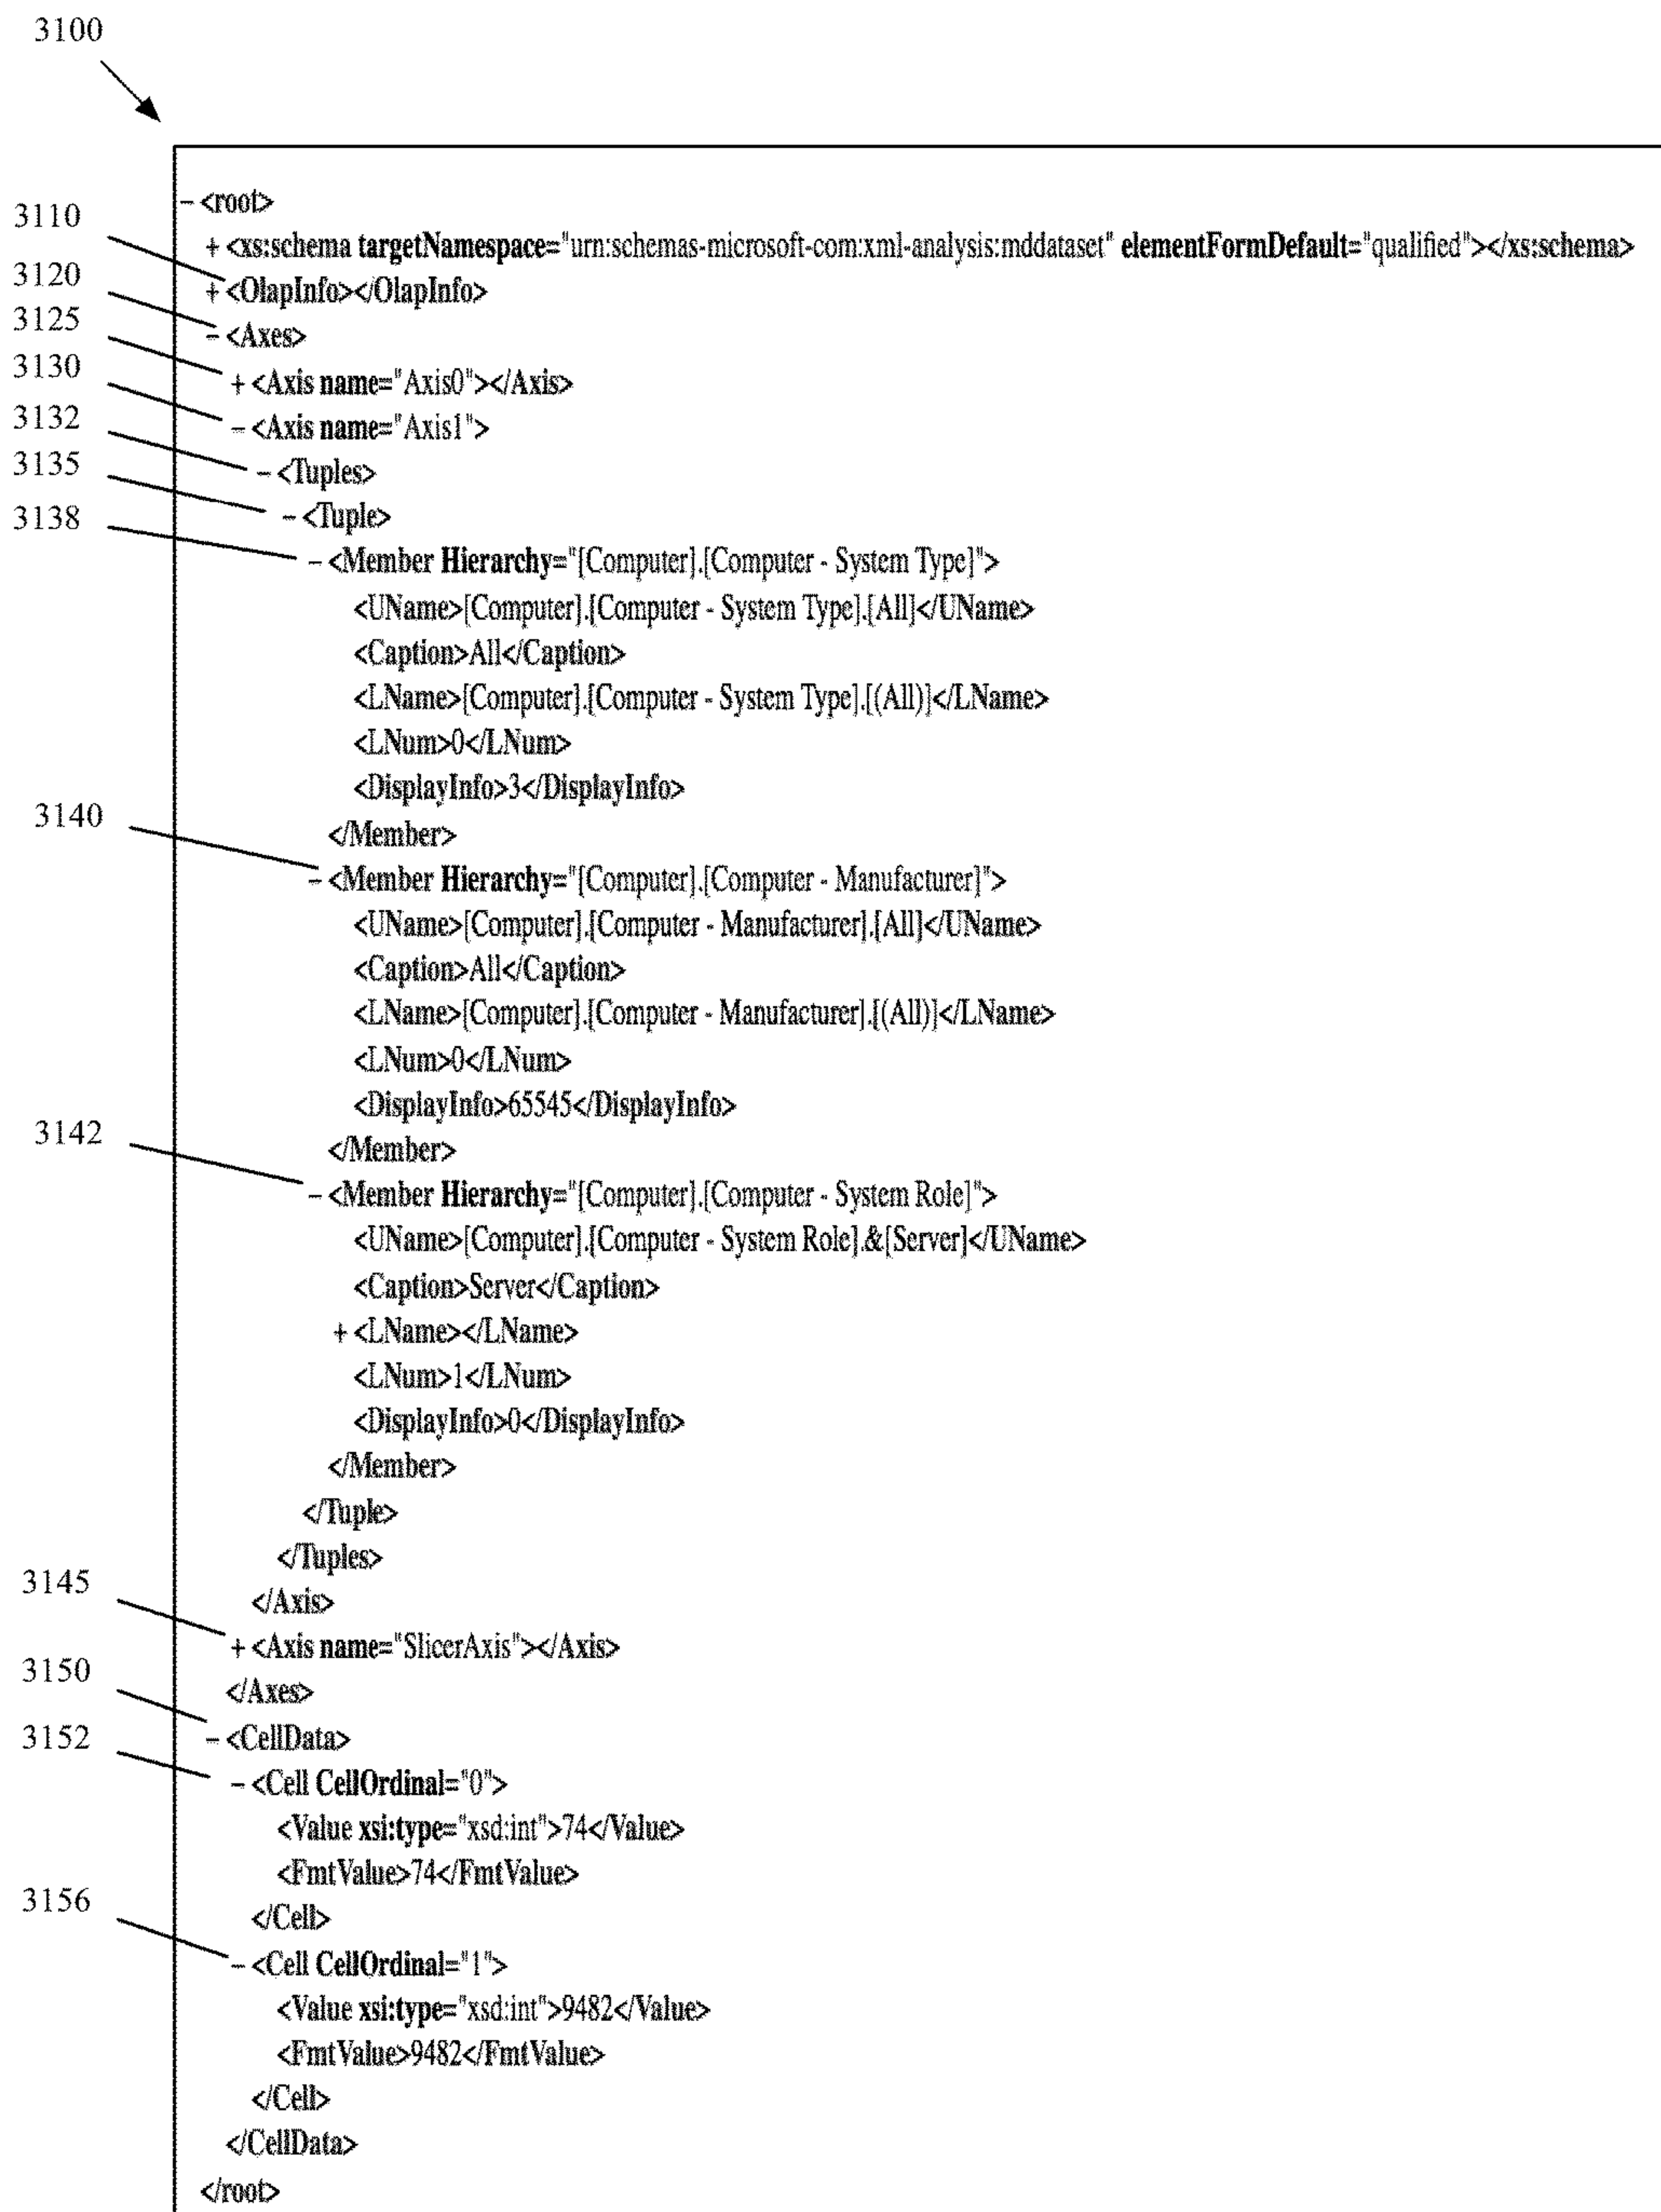 3100
- <root>
3110
+ <xs:schema targetNamespace="urn:schemas-microsoft-com:xml-analysis:mddataset" elementFormDefault="qualified"></xs:schema>
3120
+ <OlapInfo></OlapInfo>
3125
- <Axes>
3130
+ <Axis name="Axis0"></Axis>
3132
- <Axis name="Axis1">
3135
- <Tuples>
3138
- <Tuple>
- <Member Hierarchy="[Computer].[Computer - System Type]">
<UName>[Computer].[Computer - System Type].[All]</UName>
<Caption>All</Caption>
<LName>[Computer].[Computer - System Type].[(All)]</LName>
<LNum>0</LNum>
<DisplayInfo>3</DisplayInfo>
3140
</Member>
- <Member Hierarchy="[Computer].[Computer - Manufacturer]">
<UName>[Computer].[Computer - Manufacturer].[All]</UName>
<Caption>All</Caption>
<LName>[Computer].[Computer - Manufacturer].[(All)]</LName>
<LNum>0</LNum>
<DisplayInfo>65545</DisplayInfo>
3142
</Member>
- <Member Hierarchy="[Computer].[Computer - System Role]">
<UName>[Computer].[Computer - System Role].&[Server]</UName>
<Caption>Server</Caption>
+ <LName></LName>
<LNum>1</LNum>
<DisplayInfo>0</DisplayInfo>
</Member>
</Tuple>
</Tuples>
3145
</Axis>
+ <Axis name="SlicerAxis"></Axis>
3150
</Axes>
3152
- <CellData>
- <Cell CellOrdinal="0">
<Value xsi:type="xsd:int">74</Value>
<FmtValue>74</FmtValue>
3156
</Cell>
- <Cell CellOrdinal="1">
<Value xsi:type="xsd:int">9482</Value>
<FmtValue>9482</FmtValue>
</Cell>
</CellData>
</root>